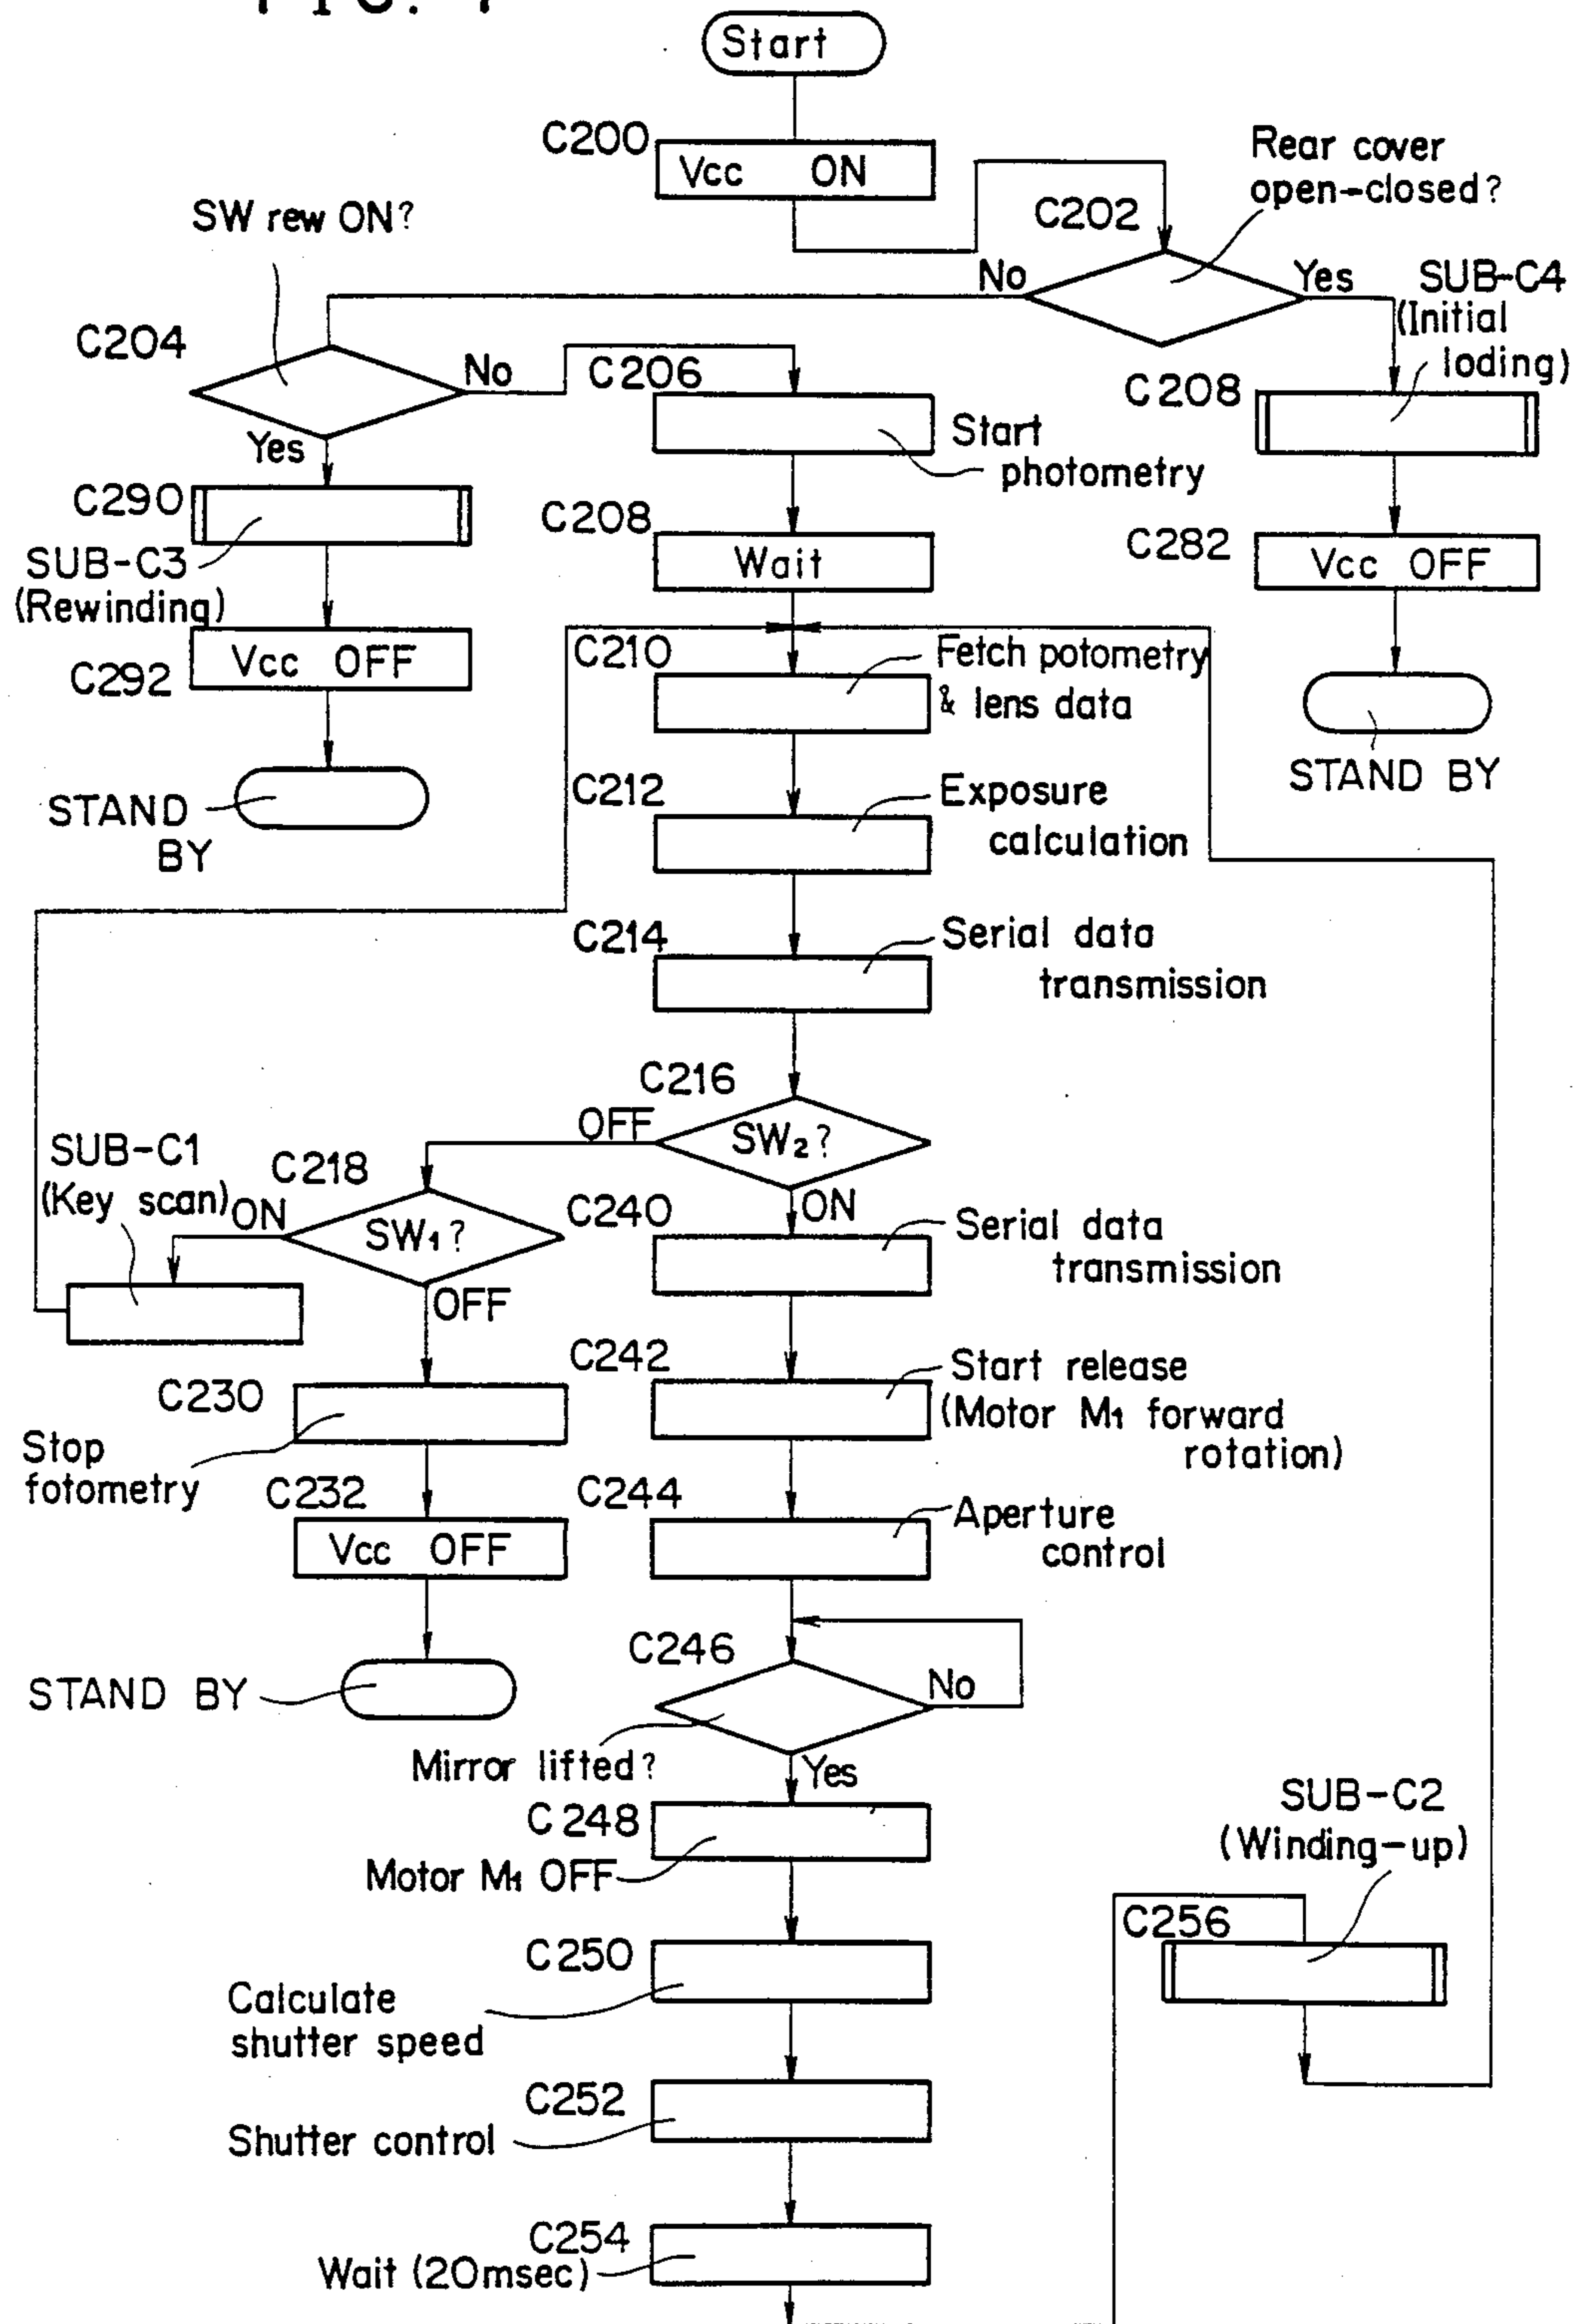 Start
C200
Vcc ON
Rear cover
open-closed?
C202
SW rew ON?
No
Yes
SUB-C4
(Initial
loding)
C204
No
Yes
C206
Start
photometry
C208
C290
SUB-C3
(Rewinding)
C208
Wait
C282
Vcc OFF
Vcc OFF
C292
C210
Fetch potometry
& lens data
STAND BY
STAND
BY
C212
Exposure
calculation
C214
Serial data
transmission
C216
SW2?
OFF
ON
SUB-C1
(Key scan)
C218
SW1?
ON
OFF
C240
Serial data
transmission
C230
Stop
fotometry
C242
Start release
(Motor M1 forward
rotation)
C232
Vcc OFF
C244
Aperture
control
STAND BY
C246
No
Mirror lifted?
Yes
C248
Motor M1 OFF
SUB-C2
(Winding-up)
C256
C250
Calculate
shutter speed
C252
Shutter control
C254
Wait (20msec)